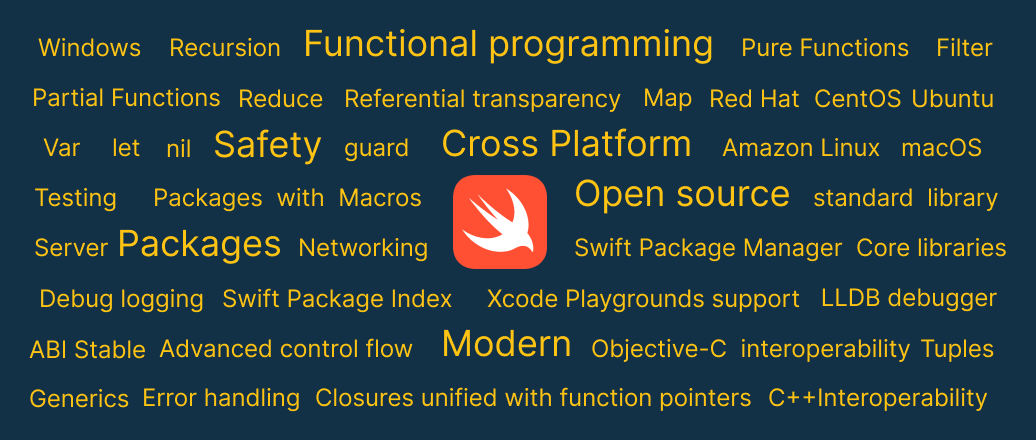 Windows Recursion Functional programming Pure Functions Filter
Partial Functions Reduce Referential transparency Map Red Hat CentOS Ubuntu
Var let nil Safety guard Cross Platform Amazon Linux macOS
Testing Packages with Macros Open source standard library
Server Packages Networking Swift Package Manager Core libraries
Debug logging Swift Package Index Xcode Playgrounds support LLDB debugger
ABI Stable Advanced control flow Modern Objective-C interoperability Tuples
Generics Error handling Closures unified with function pointers C++Interoperability